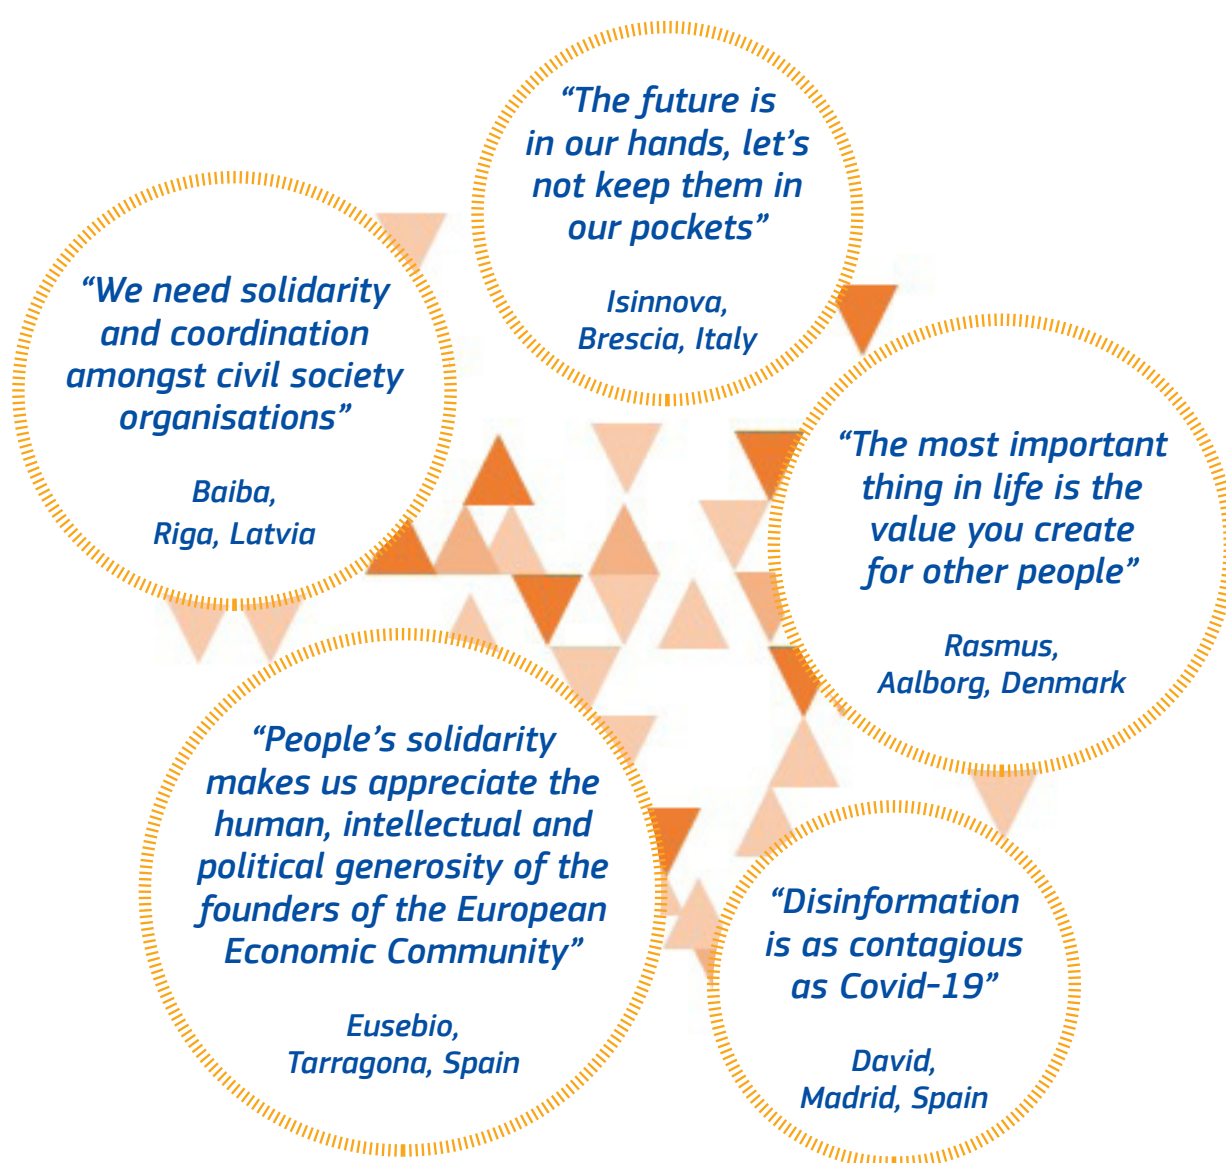 “The future is
in our hands, let’s
not keep them in
our pockets”
Isinnova,
Brescia, Italy
“We need solidarity
and coordination
amongst civil society
organisations”
Baiba,
Riga, Latvia
“The most important
thing in life is the
value you create
for other people”
Rasmus,
Aalborg, Denmark
“People’s solidarity
makes us appreciate the
human, intellectual and
political generosity of the
founders of the European
Economic Community”
Eusebio,
Tarragona, Spain
“Disinformation
is as contagious
as Covid-19”
David,
Madrid, Spain